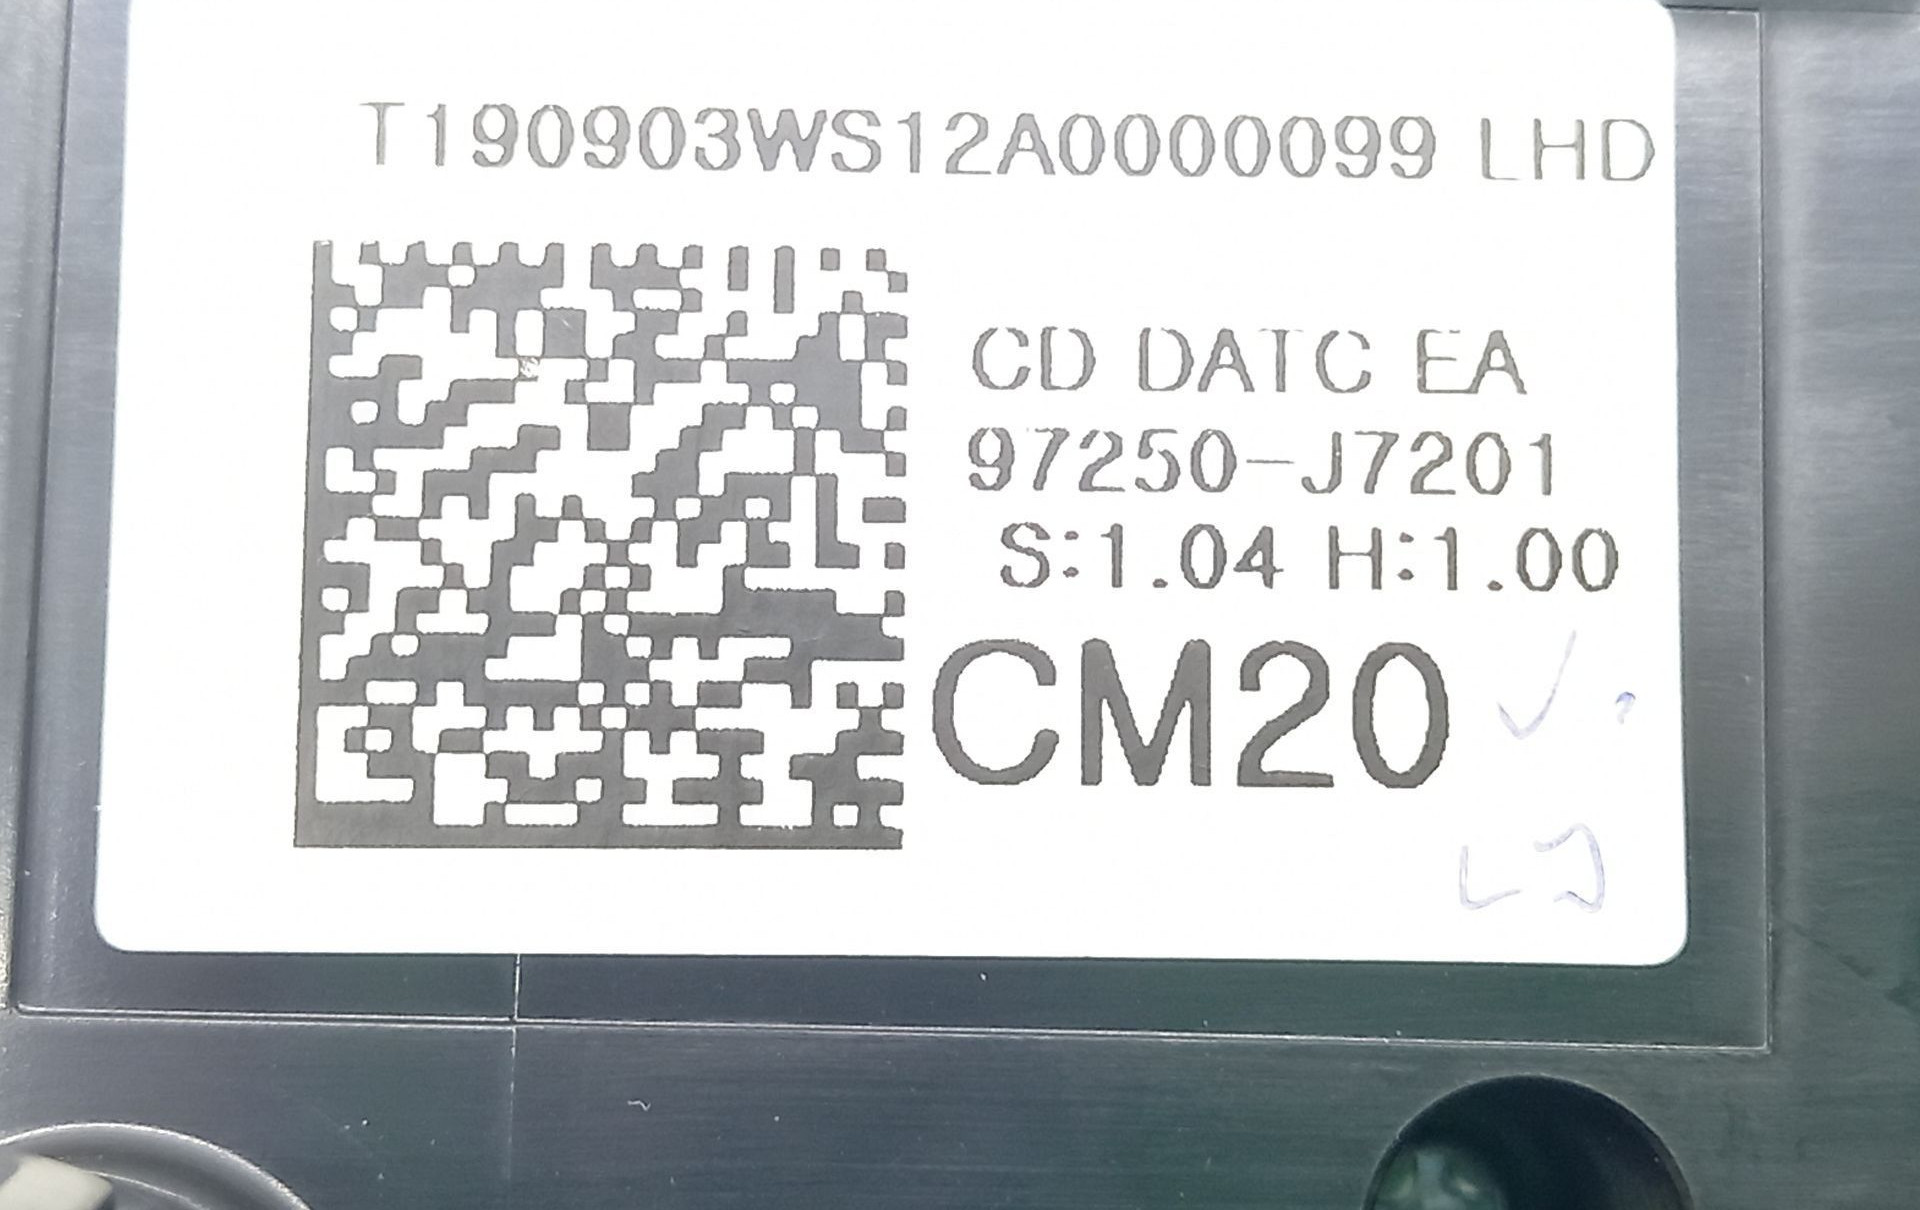 T190903WS12A0000099 LHD
CD DATC EA
97250-J7201
S:1.04 H:1.00
CM20